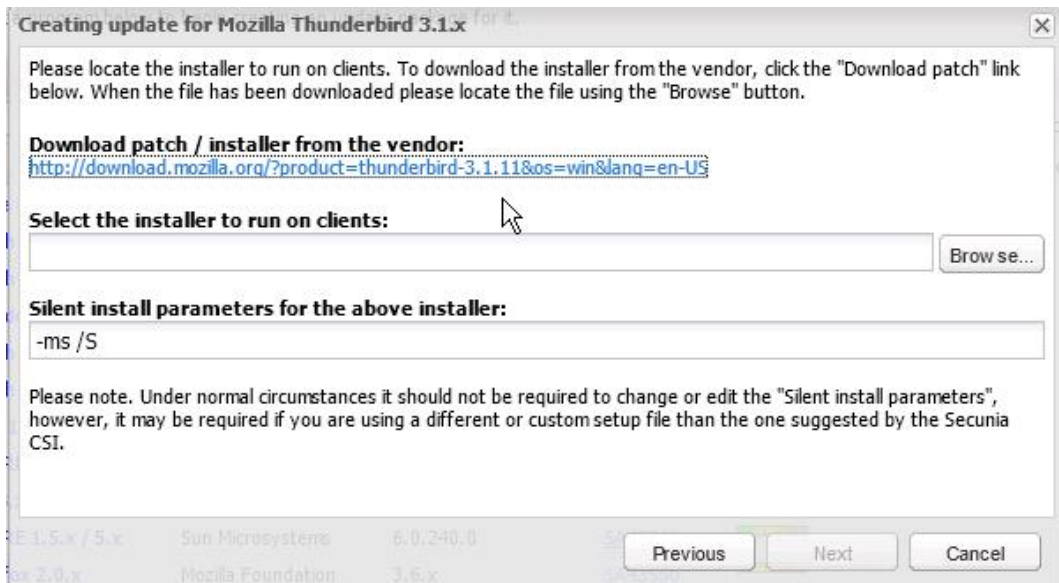 Creating update for Mozilla Thunderbird 3.1.x
Please locate the installer to run on clients. To download the installer from the vendor, click the "Download patch" link
below. When the file has been downloaded please locate the file using the "Browse" button.
Download patch / installer from the vendor:
http://download.mozilla.org/?product=thunderbird-3.1.11&os=win&lang=en-US
Select the installer to run on clients:
Browse...
Silent install parameters for the above installer:
-ms /S
Please note. Under normal circumstances it should not be required to change or edit the "Silent install parameters",
however, it may be required if you are using a different or custom setup file than the one suggested by the Secunia
CSI.
1.5.x / 5.x Sun Microsystems 6.0.240.0
Previous Next Cancel
2.0.x Mozilla Foundation 3.6.x